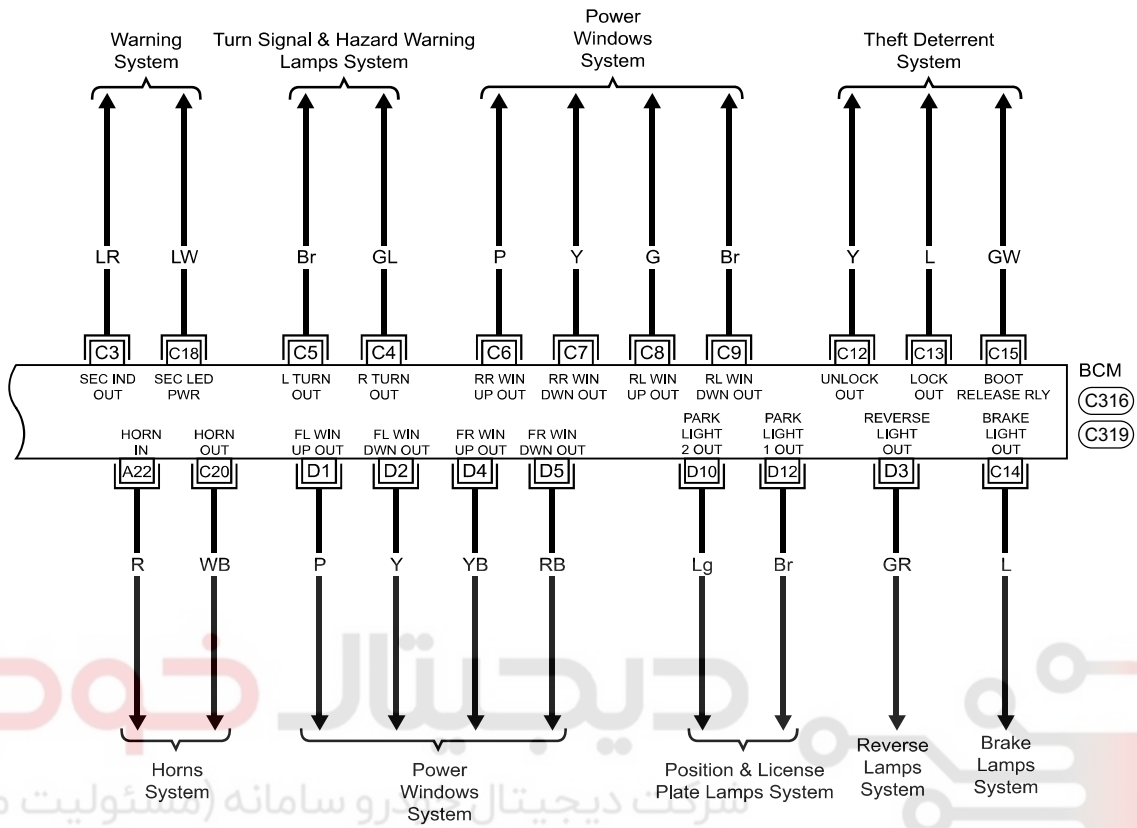 Warning
System
Turn Signal & Hazard Warning
Lamps System
Power
Windows
System
Theft Deterrent
System
LR LW Br GL P Y G Br Y L GW
C3 C18 C5 C4 C6 C7 C8 C9 C12 C13 C15
SEC IND
OUT
SEC LED
PWR
L TURN
OUT
R TURN
OUT
RR WIN
UP OUT
RR WIN
DWN OUT
RL WIN
UP OUT
RL WIN
DWN OUT
UNLOCK
OUT
LOCK
OUT
BOOT
RELEASE RLY
BCM
C316
C319
HORN
IN
HORN
OUT
FL WIN
UP OUT
FL WIN
DWN OUT
FR WIN
UP OUT
FR WIN
DWN OUT
PARK
LIGHT
2 OUT
PARK
LIGHT
1 OUT
REVERSE
LIGHT
OUT
BRAKE
LIGHT
OUT
A22 C20 D1 D2 D4 D5 D10 D12 D3 C14
R WB P Y YB RB Lg Br GR L
دیجیتال خود
Horns
System
Power
Windows
System
Position & License
Plate Lamps System
Reverse
Lamps
System
Brake
Lamps
System
شرکت دیجیتال خودرو سامانه (مسئولیت